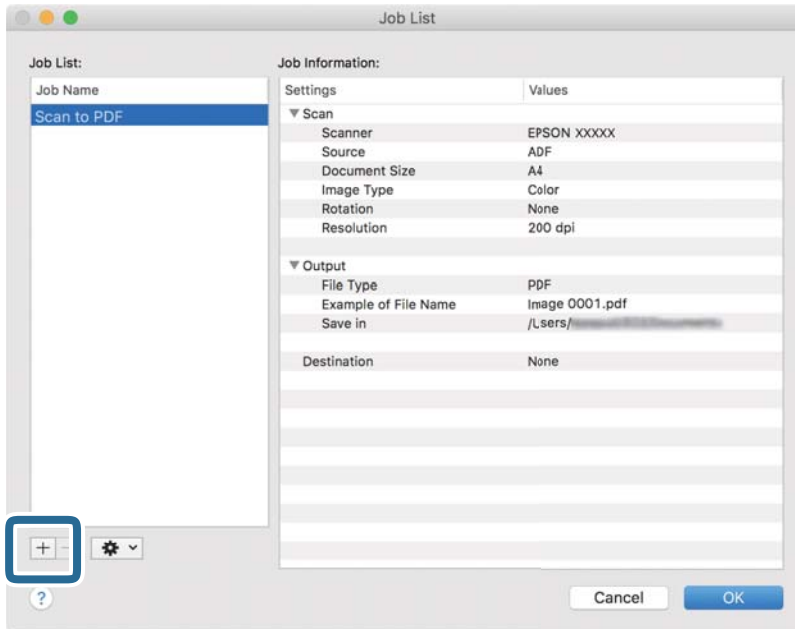 Job List
Job List:
Job Information:
Job Name
Scan to PDF
Settings Values
Scan
Scanner EPSON XXXXX
Source ADF
Document Size A4
Image Type Color
Rotation None
Resolution 200 dpi
Output
File Type PDF
Example of File Name Image 0001.pdf
Save in /Users/
Destination None
+ -
?
Cancel OK